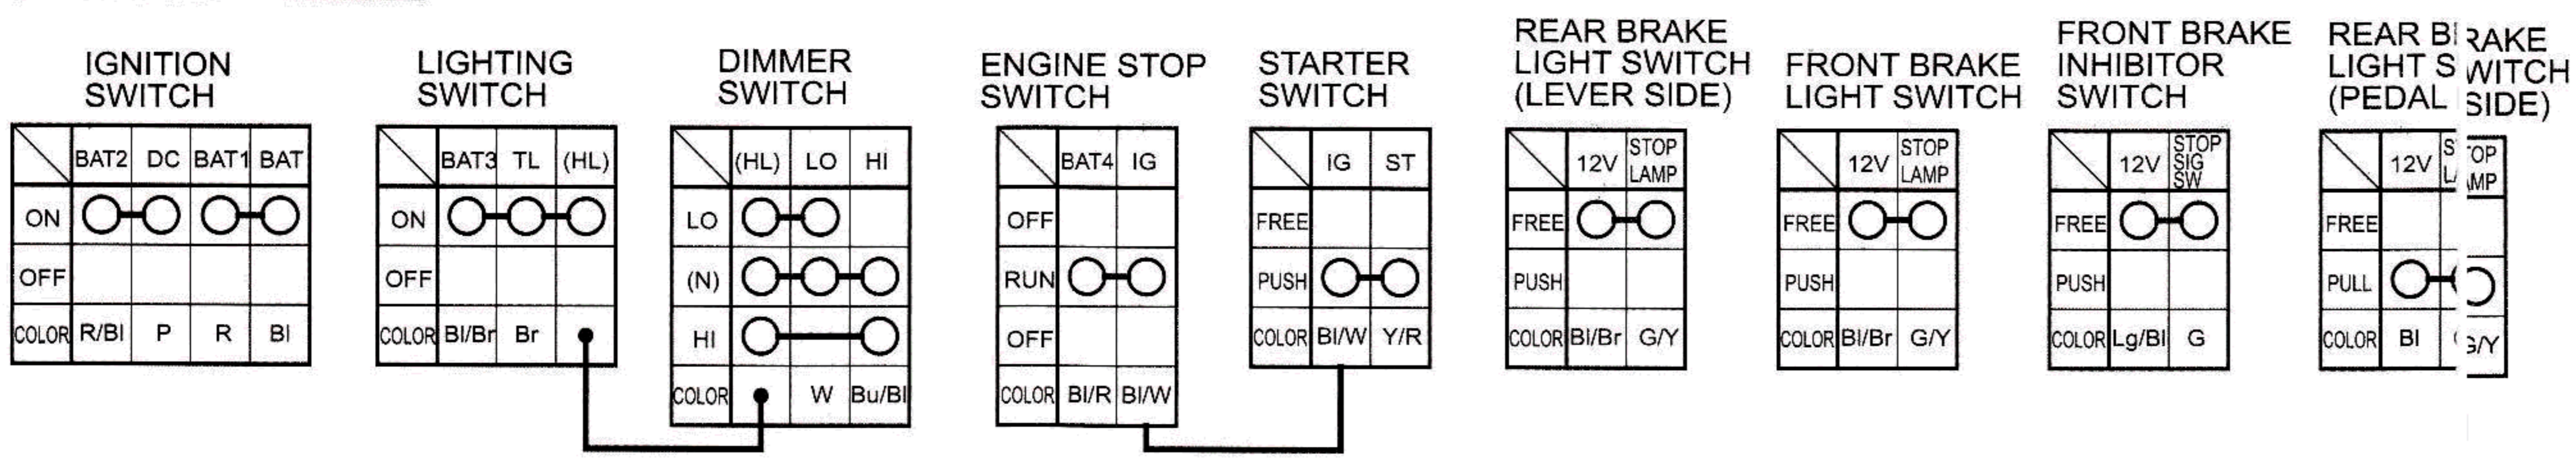 IGNITION
SWITCH
BAT2 DC BAT1 BAT
ON
OFF
COLOR R/Bl P R Bl
LIGHTING
SWITCH
BAT3 TL (HL)
ON
OFF
COLOR Bl/Br Br
DIMMER
SWITCH
(HL) LO HI
LO
(N)
HI
COLOR W Bu/Bl
ENGINE STOP
SWITCH
BAT4 IG
OFF
RUN
OFF
COLOR Bl/R Bl/W
STARTER
SWITCH
IG ST
FREE
PUSH
COLOR Bl/W Y/R
REAR BRAKE
LIGHT SWITCH
(LEVER SIDE)
12V STOP
LAMP
FREE
PUSH
COLOR Bl/Br G/Y
FRONT BRAKE
LIGHT SWITCH
12V STOP
LAMP
FREE
PUSH
COLOR Bl/Br G/Y
FRONT BRAKE
INHIBITOR
SWITCH
12V STOP
SIG
SW
FREE
PUSH
COLOR Lg/Bl G
REAR BRAKE
LIGHT SWITCH
(PEDAL SIDE)
12V STOP
LAMP
FREE
PULL
COLOR Bl G/Y